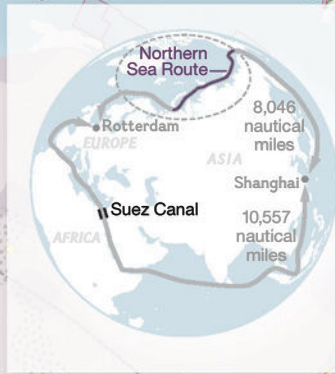 Northern
Sea Route
8,046
nautical
miles
Rotterdam
EUROPE
ASIA
Shanghai
Suez Canal
10,557
nautical
miles
AFRICA